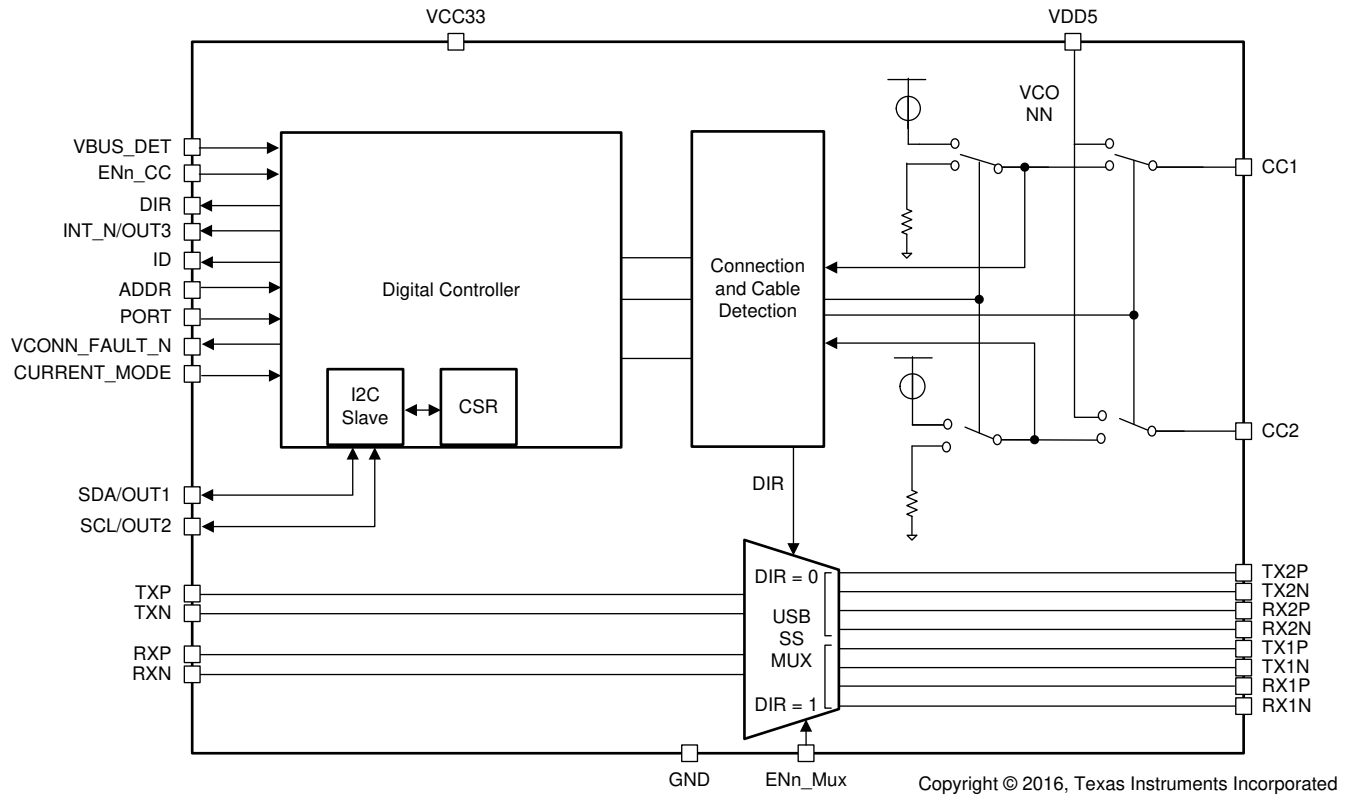 VCC33
VDD5
VCO
NN
VBUS_DET
ENn_CC
DIR
INT_N/OUT3
ID
ADDR
PORT
VCONN_FAULT_N
CURRENT_MODE
Digital Controller
I2C
Slave
CSR
Connection
and Cable
Detection
CC1
CC2
SDA/OUT1
SCL/OUT2
DIR
TXP
TXN
RXP
RXN
DIR = 0
USB
SS
MUX
DIR = 1
TX2P
TX2N
RX2P
RX2N
TX1P
TX1N
RX1P
RX1N
GND
ENn_Mux
Copyright © 2016, Texas Instruments Incorporated